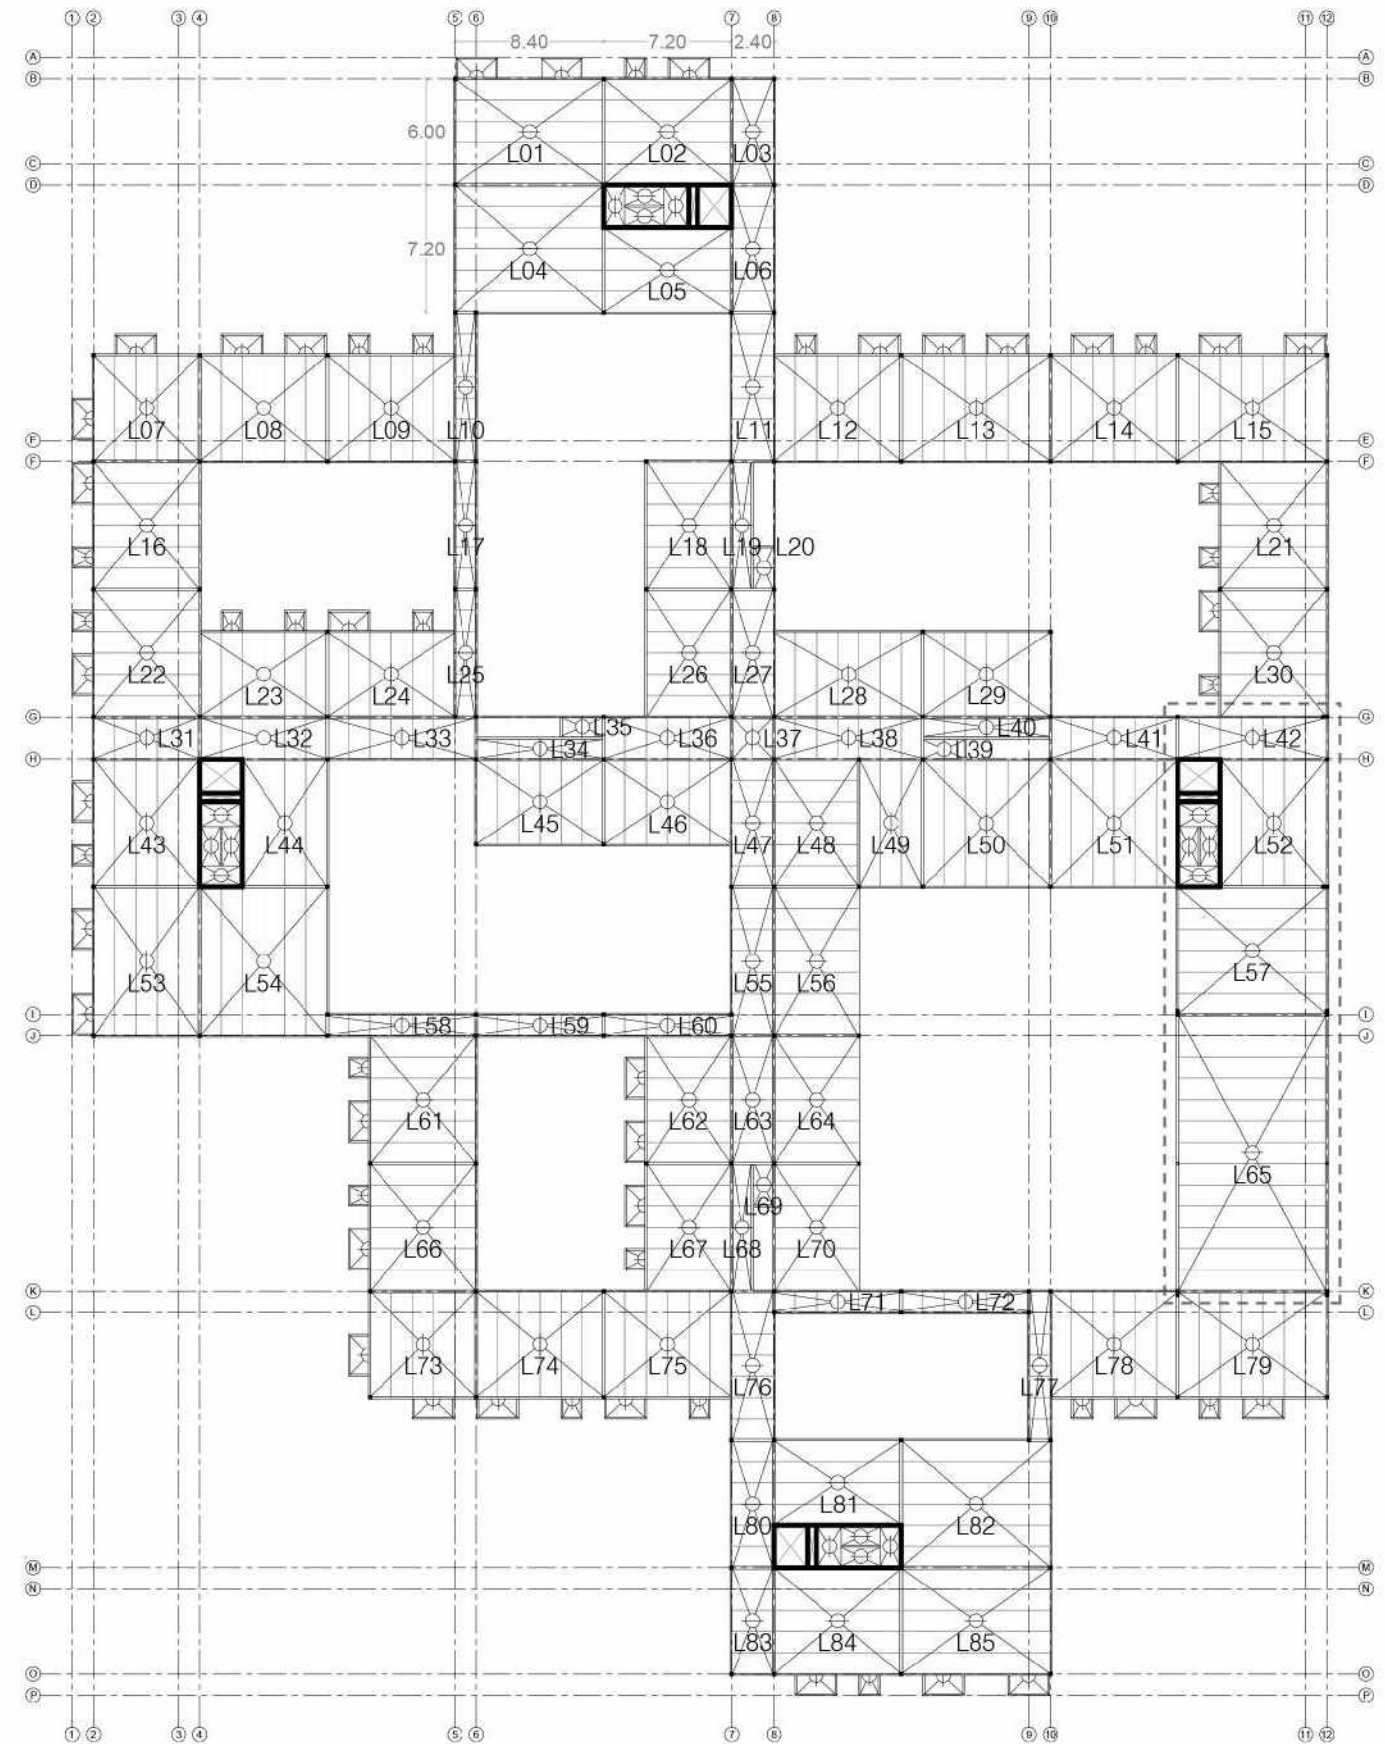 1 2 3 4 5 6 7 8 9 10 11 12
8.40 7.20 2.40
A A
B B
6.00
L01 L02 L03
C C
D D
7.20
L04 L05 L06
L07 L08 L09 L10 L11 L12 L13 L14 L15
E E
F F
L16 L17 L18 L19 L20 L21
L22 L23 L24 L25 L26 L27 L28 L29 L30
G G
L35 L40
L31 L32 L33 L36 L37 L38 L41 L42
L34 L39
H H
L45 L46
L43 L44 L47 L48 L49 L50 L51 L52
L57
L53 L54 L55 L56
I I
L58 L59 L60
J J
L61 L62 L63 L64
L65
L69
L66 L67 L68 L70
K K
L71 L72
L L
L73 L74 L75 L78 L79
L76 L77
L81
L80 L82
M M
N N
L83 L84 L85
O O
P P
1 2 3 4 5 6 7 8 9 10 11 12